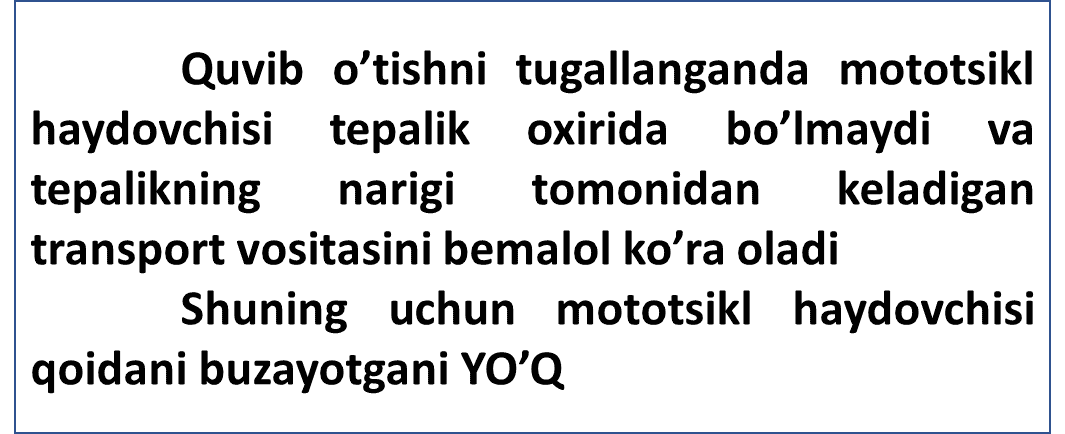 Quvib o’tishni tugallanganda mototsikl
haydovchisi tepalik oxirida bo’lmaydi va
tepalikning narigi tomonidan keladigan
transport vositasini bemalol ko’ra oladi
Shuning uchun mototsikl haydovchisi
qoidani buzayotgani YO’Q